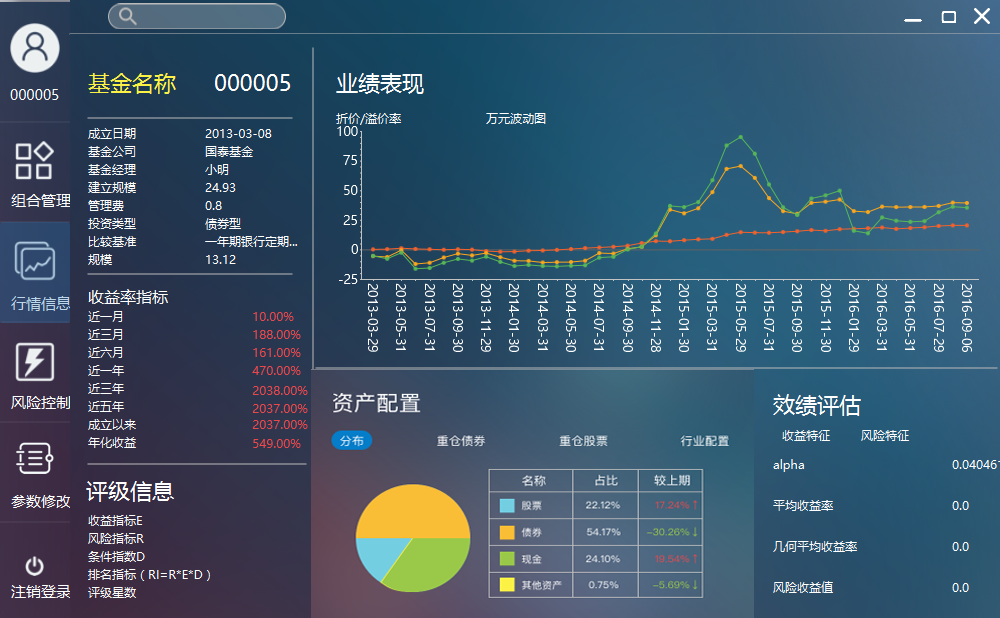 000005
组合管理
行情信息
风险控制
参数修改
注销登录
基金名称 000005
成立日期 2013-03-08
基金公司 国泰基金
基金经理 小明
建立规模 24.93
管理费 0.8
投资类型 债券型
比较基准 一年期银行定期...
规模 13.12
收益率指标
近一月 10.00%
近三月 188.00%
近六月 161.00%
近一年 470.00%
近三年 2038.00%
近五年 2037.00%
成立以来 2037.00%
年化收益 549.00%
评级信息
收益指标E
风险指标R
条件指数D
排名指标（RI=R*E*D）
评级星数
业绩表现
折价/溢价率 万元波动图
100
75
50
25
0
-25
2013-03-29
2013-05-31
2013-07-31
2013-09-30
2013-11-29
2014-01-30
2014-03-31
2014-05-30
2014-07-31
2014-09-30
2014-11-28
2015-01-30
2015-03-31
2015-05-29
2015-07-31
2015-09-30
2015-11-30
2016-01-29
2016-03-31
2016-05-31
2016-07-29
2016-09-06
资产配置
分布 重仓债券 重仓股票 行业配置
名称 占比 较上期
股票 22.12% 17.24%↑
债券 54.17% -30.26%↓
现金 24.10% 19.54%↑
其他资产 0.75% -5.69%↓
效绩评估
收益特征 风险特征
alpha 0.040467
平均收益率 0.0
几何平均收益率 0.0
风险收益值 0.0